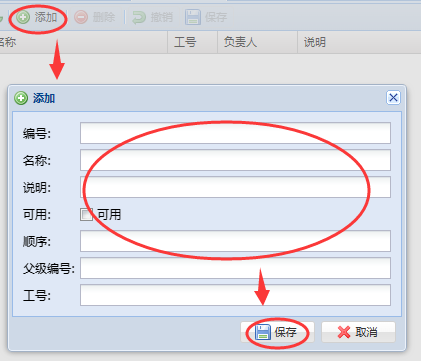 添加 删除 撤销 保存
名称 工号 负责人 说明
添加
编号:
名称:
说明:
可用: 可用
顺序:
父级编号:
工号:
保存 取消